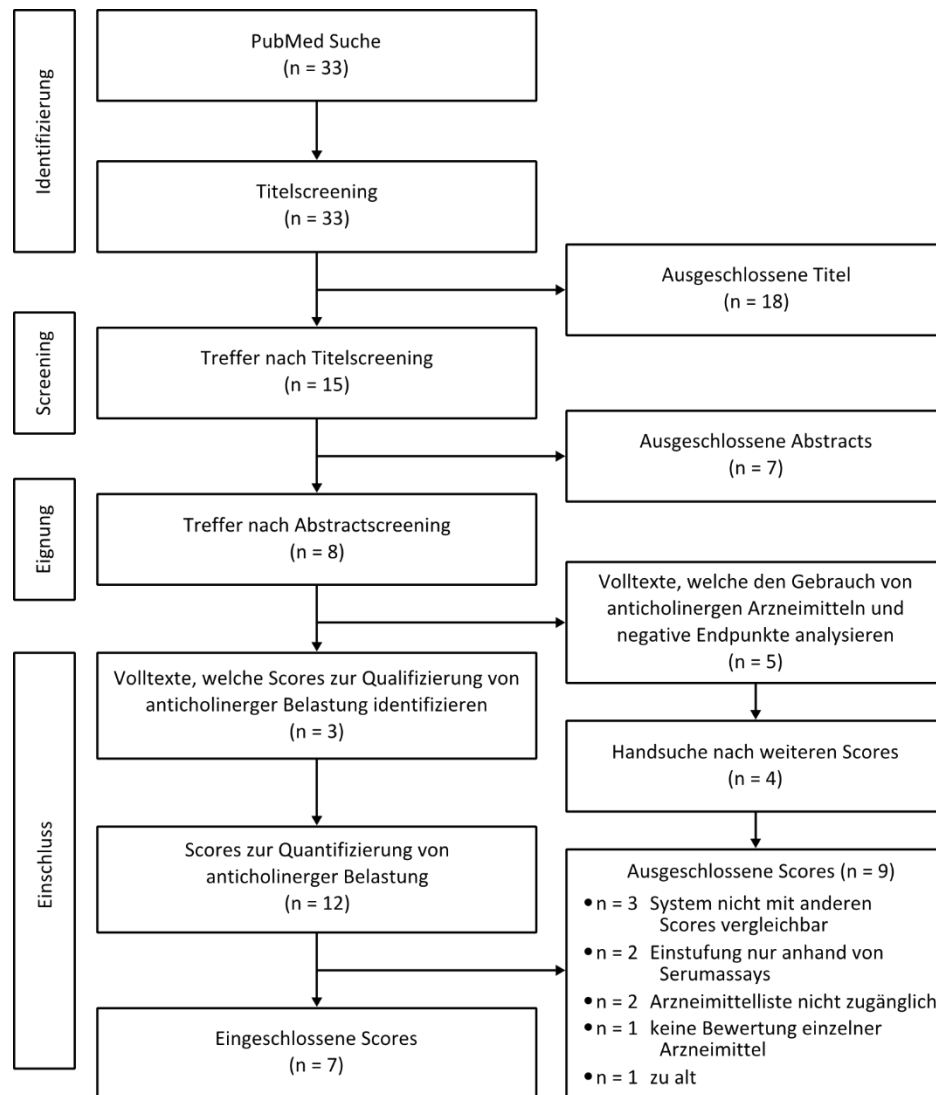 Identifizierung
PubMed Suche
(n = 33)
Titelscreening
(n = 33)
Ausgeschlossene Titel
(n = 18)
Screening
Treffer nach Titelscreening
(n = 15)
Ausgeschlossene Abstracts
(n = 7)
Eignung
Treffer nach Abstractscreening
(n = 8)
Volltexte, welche den Gebrauch von
anticholinergen Arzneimitteln und
negative Endpunkte analysieren
(n = 5)
Einschluss
Volltexte, welche Scores zur Qualifizierung von
anticholinerger Belastung identifizieren
(n = 3)
Handsuche nach weiteren Scores
(n = 4)
Scores zur Quantifizierung von
anticholinerger Belastung
(n = 12)
Ausgeschlossene Scores (n = 9)
• n = 3 System nicht mit anderen
Scores vergleichbar
• n = 2 Einstufung nur anhand von
Serumassays
• n = 2 Arzneimittelliste nicht zugänglich
• n = 1 keine Bewertung einzelner
Arzneimittel
• n = 1 zu alt
Eingeschlossene Scores
(n = 7)